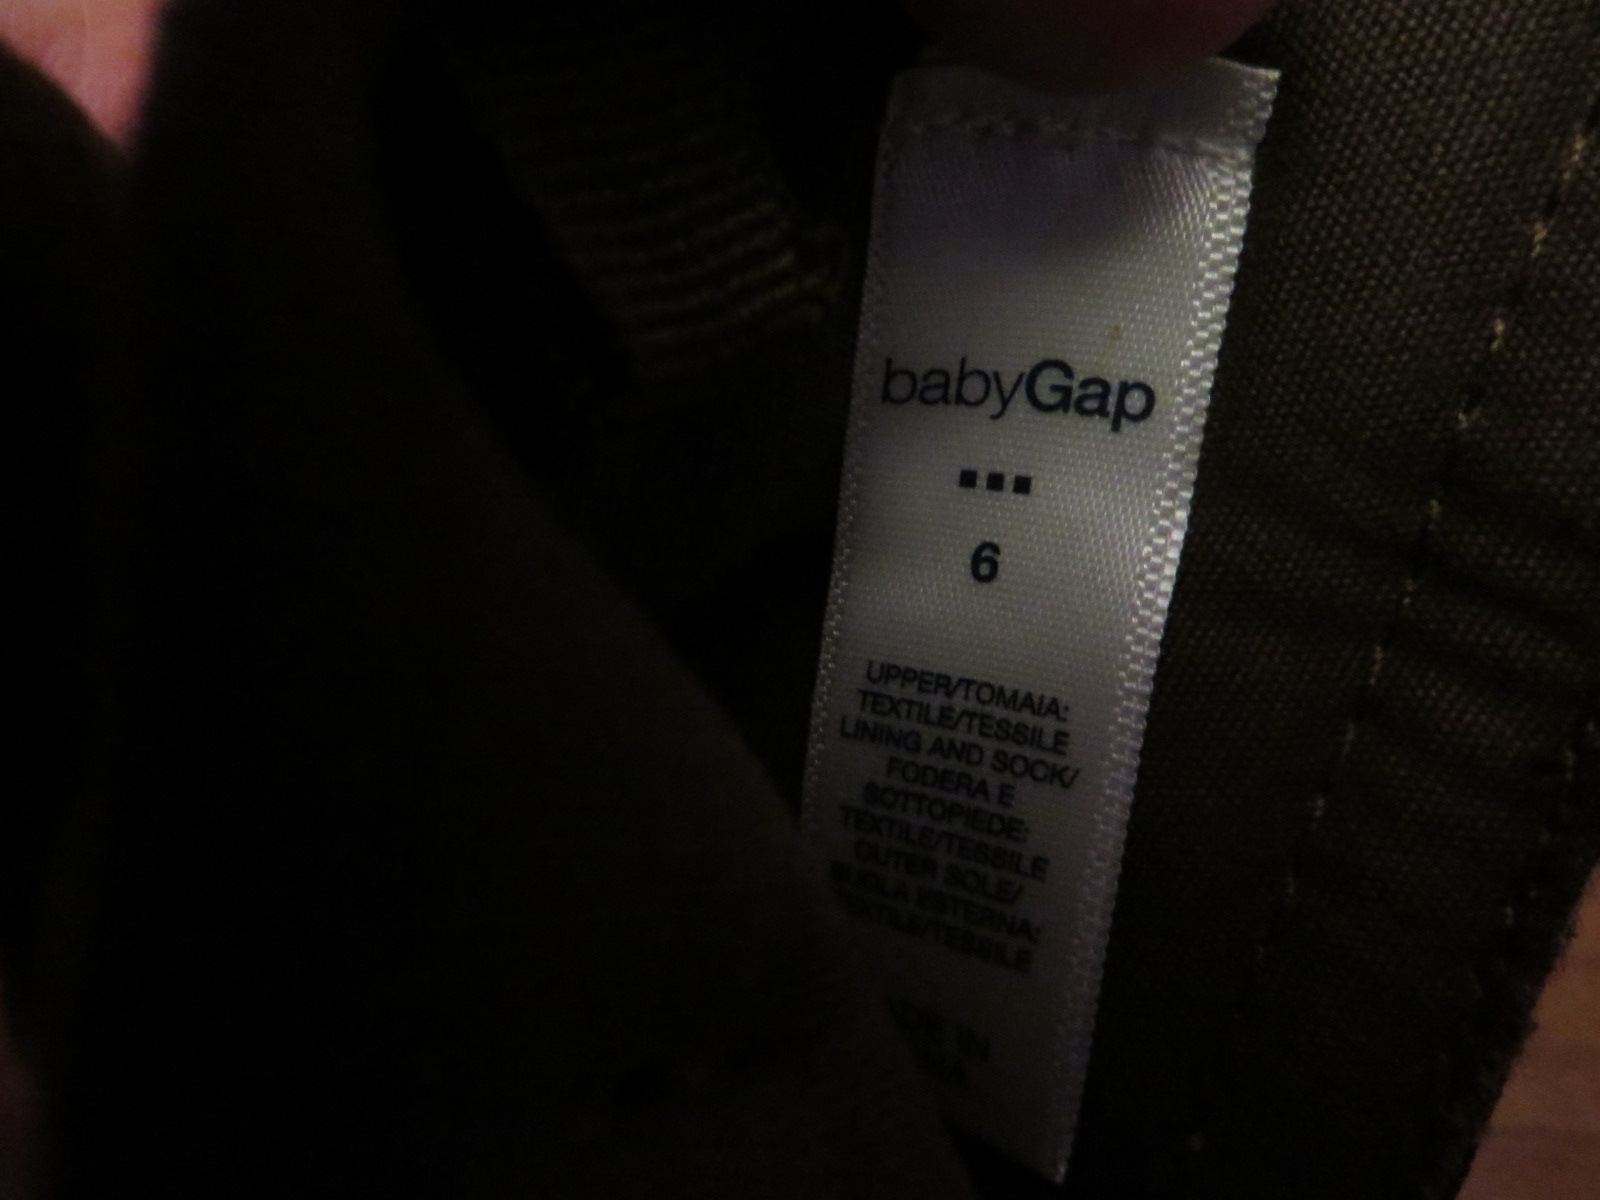 babyGap
6
UPPER/TOMAIA:
TEXTILE/TESSILE
LINING AND SOCK/
FODERA E
SOTTOPIEDE:
TEXTILE/TESSILE
OUTER SOLE/
SUOLA ESTERNA:
TEXTILE/TESSILE
IN